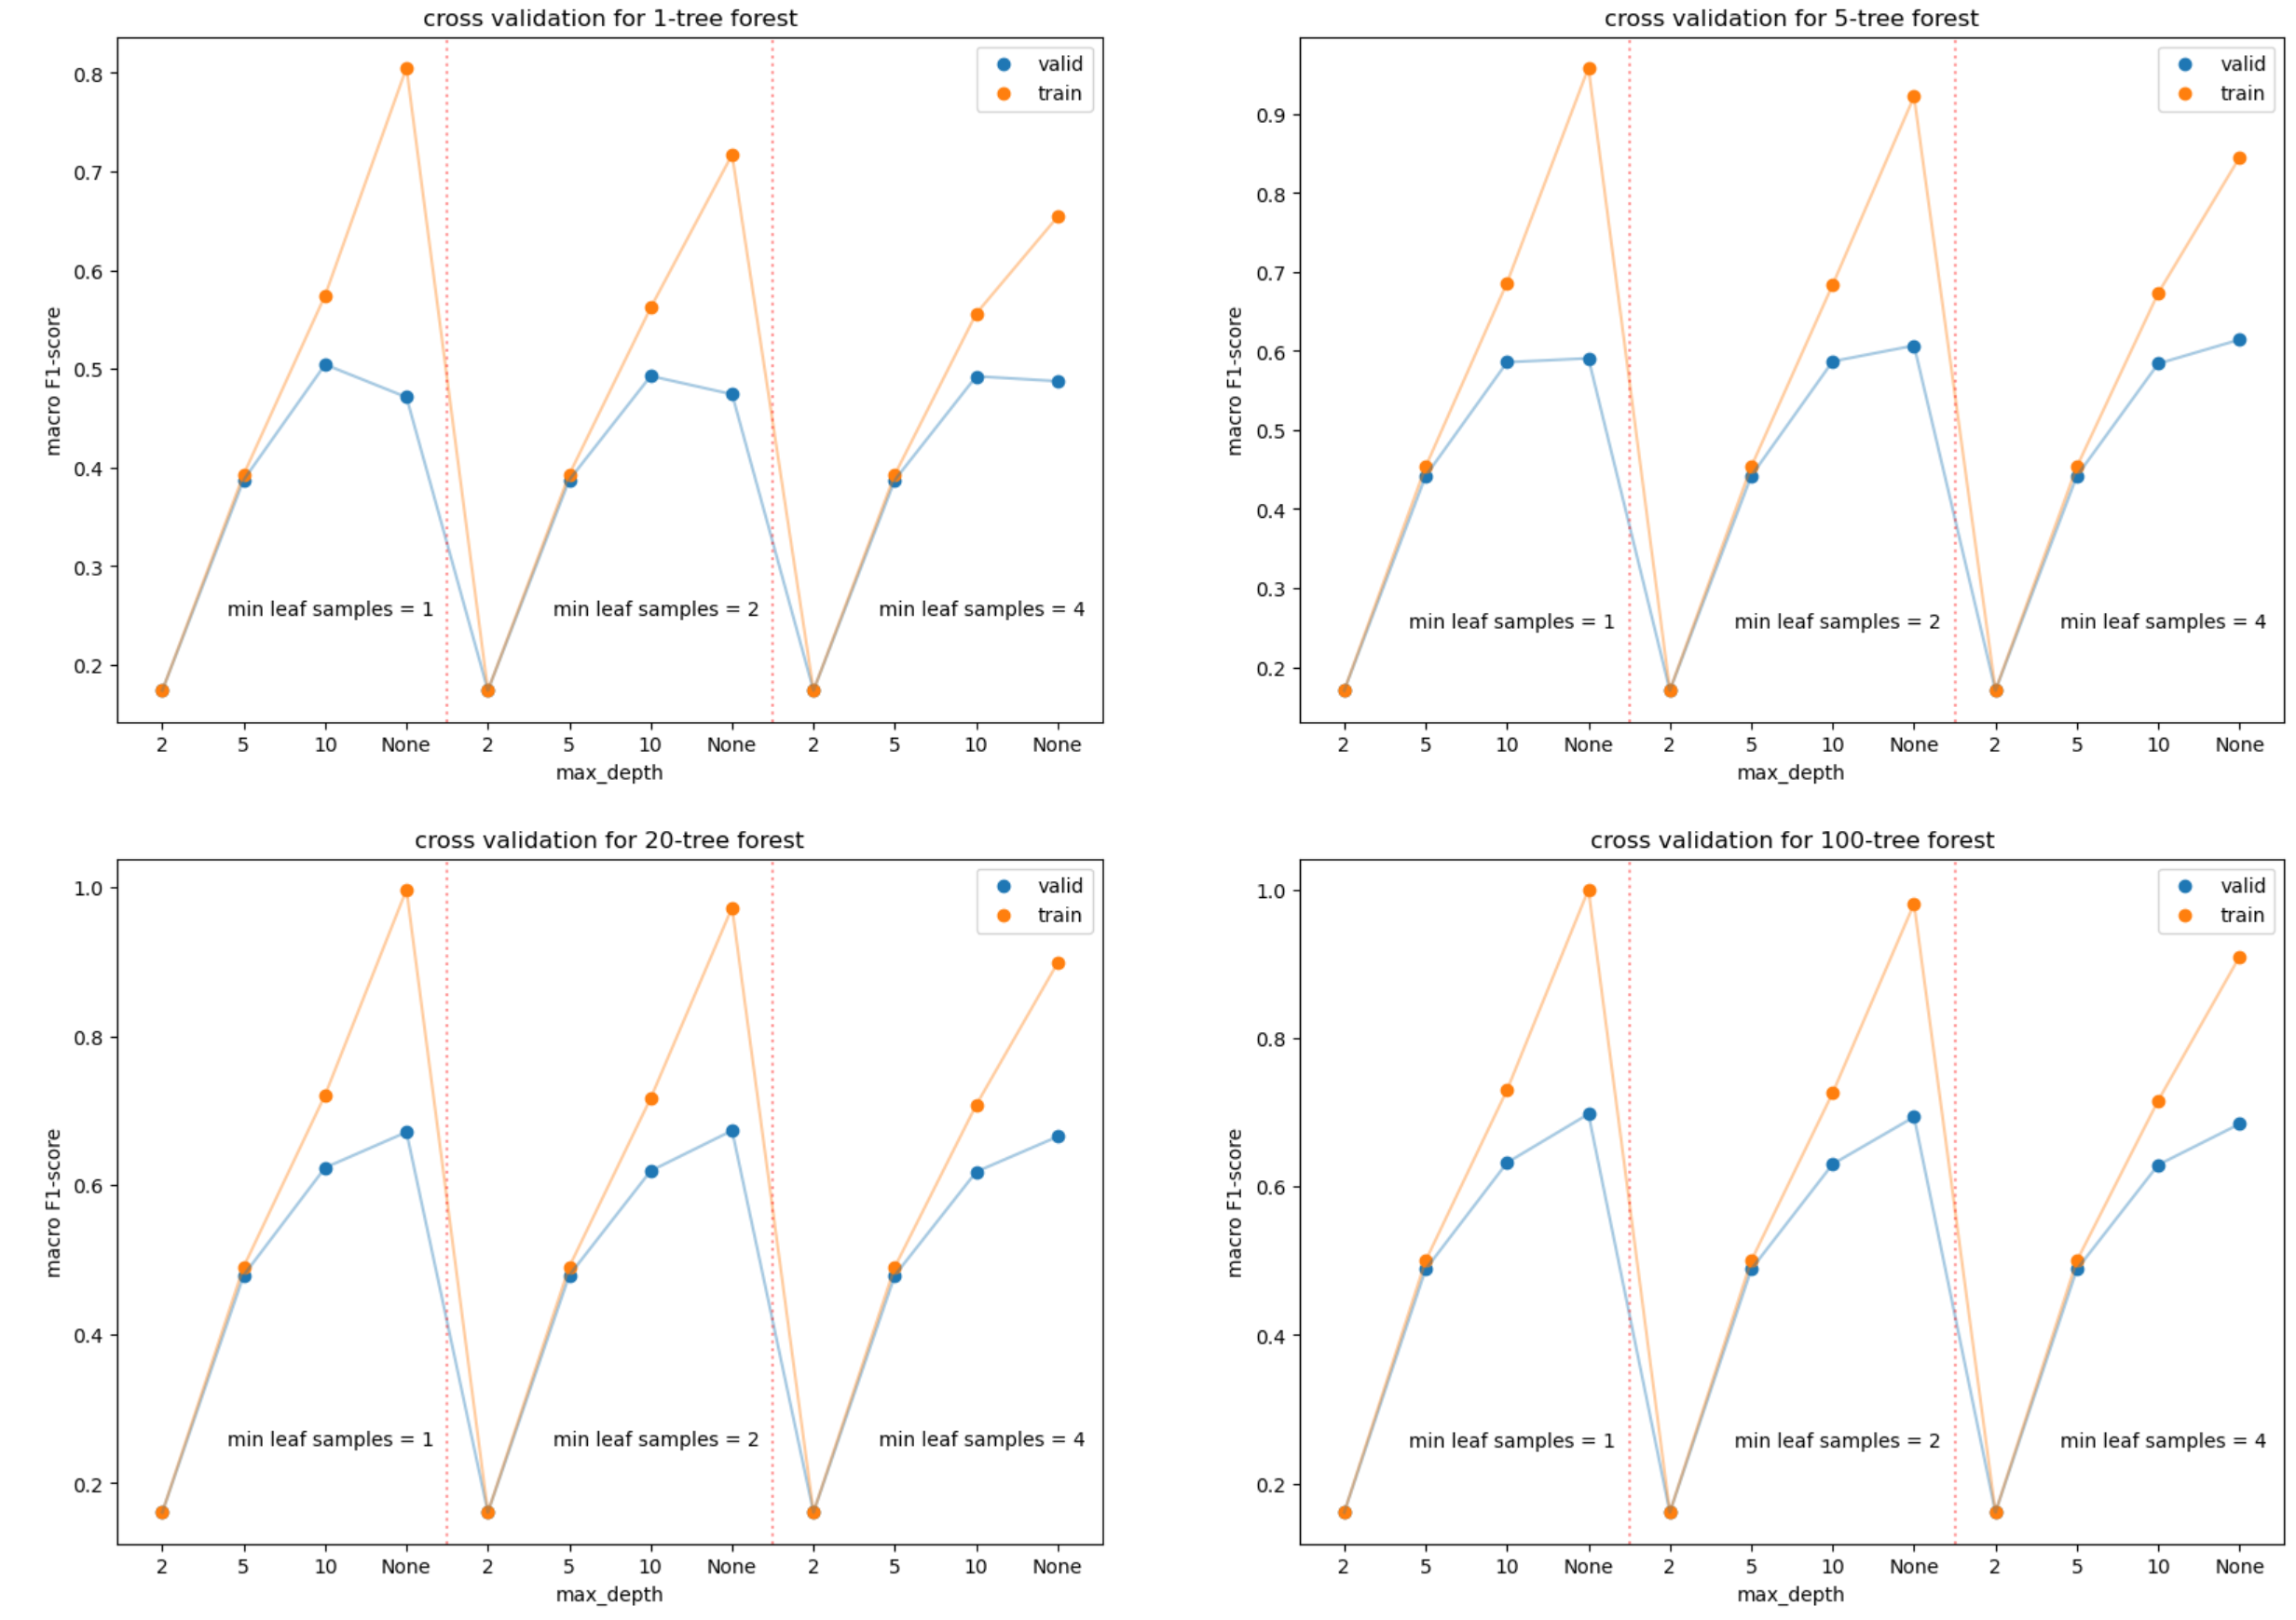 cross validation for 1-tree forest
valid
train
0.8
0.7
0.6
0.5
0.4
0.3
0.2
macro F1-score
min leaf samples = 1
min leaf samples = 2
min leaf samples = 4
2 5 10 None 2 5 10 None 2 5 10 None
max_depth
cross validation for 5-tree forest
valid
train
0.9
0.8
0.7
0.6
0.5
0.4
0.3
0.2
macro F1-score
min leaf samples = 1
min leaf samples = 2
min leaf samples = 4
2 5 10 None 2 5 10 None 2 5 10 None
max_depth
cross validation for 20-tree forest
valid
train
1.0
0.8
0.6
0.4
0.2
macro F1-score
min leaf samples = 1
min leaf samples = 2
min leaf samples = 4
2 5 10 None 2 5 10 None 2 5 10 None
max_depth
cross validation for 100-tree forest
valid
train
1.0
0.8
0.6
0.4
0.2
macro F1-score
min leaf samples = 1
min leaf samples = 2
min leaf samples = 4
2 5 10 None 2 5 10 None 2 5 10 None
max_depth